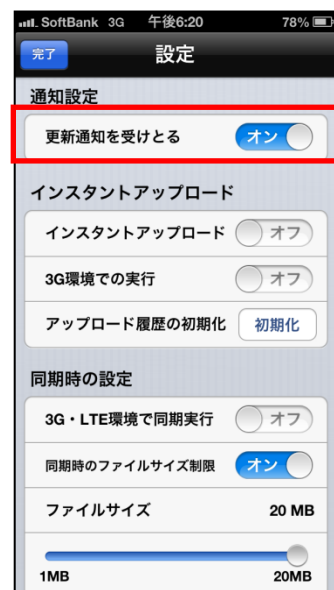 SoftBank 3G 午後6:20 78%
完了 設定
通知設定
更新通知を受けとる オン
インスタントアップロード
インスタントアップロード オフ
3G環境での実行 オフ
アップロード履歴の初期化 初期化
同期時の設定
3G・LTE環境で同期実行 オフ
同期時のファイルサイズ制限 オン
ファイルサイズ 20 MB
1MB 20MB